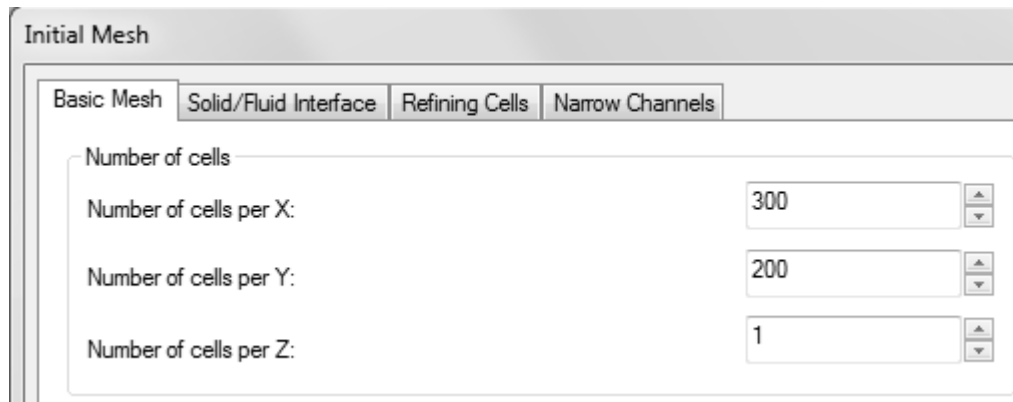 Initial Mesh
Basic Mesh Solid/Fluid Interface Refining Cells Narrow Channels
Number of cells
Number of cells per X: 300
Number of cells per Y: 200
Number of cells per Z: 1